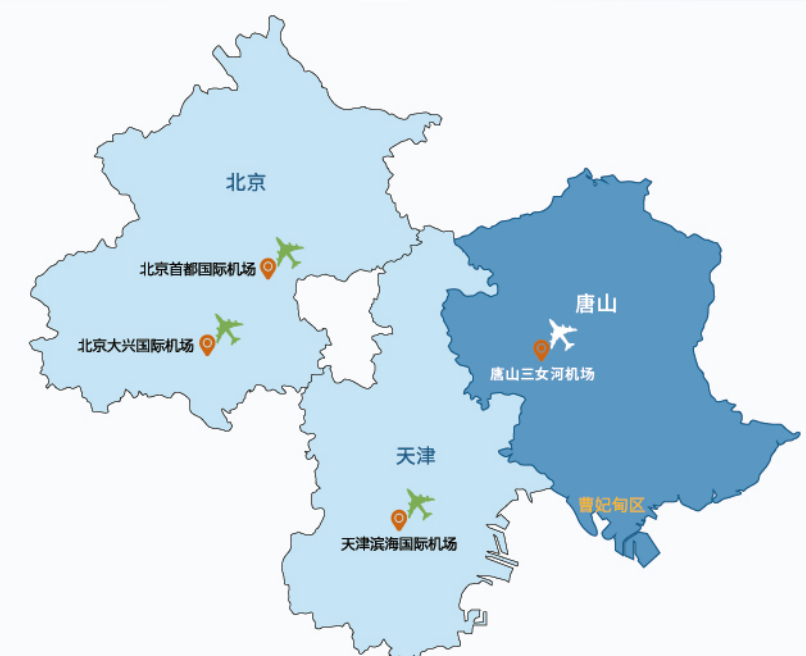 北京
北京首都国际机场
唐山
北京大兴国际机场
唐山三女河机场
天津
曹妃甸区
天津滨海国际机场